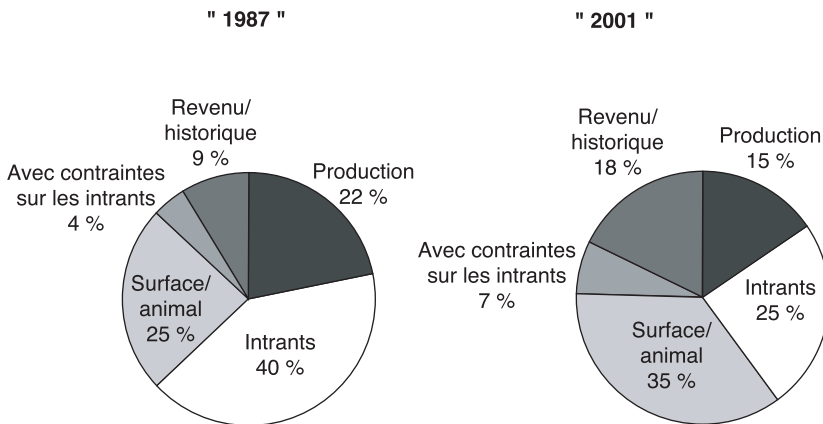 " 1987 "
Revenu/
historique
9 %
Production
22 %
Avec contraintes
sur les intrants
4 %
Surface/
animal
25 %
Intrants
40 %
" 2001 "
Revenu/
historique
18 %
Production
15 %
Avec contraintes
sur les intrants
7 %
Intrants
25 %
Surface/
animal
35 %